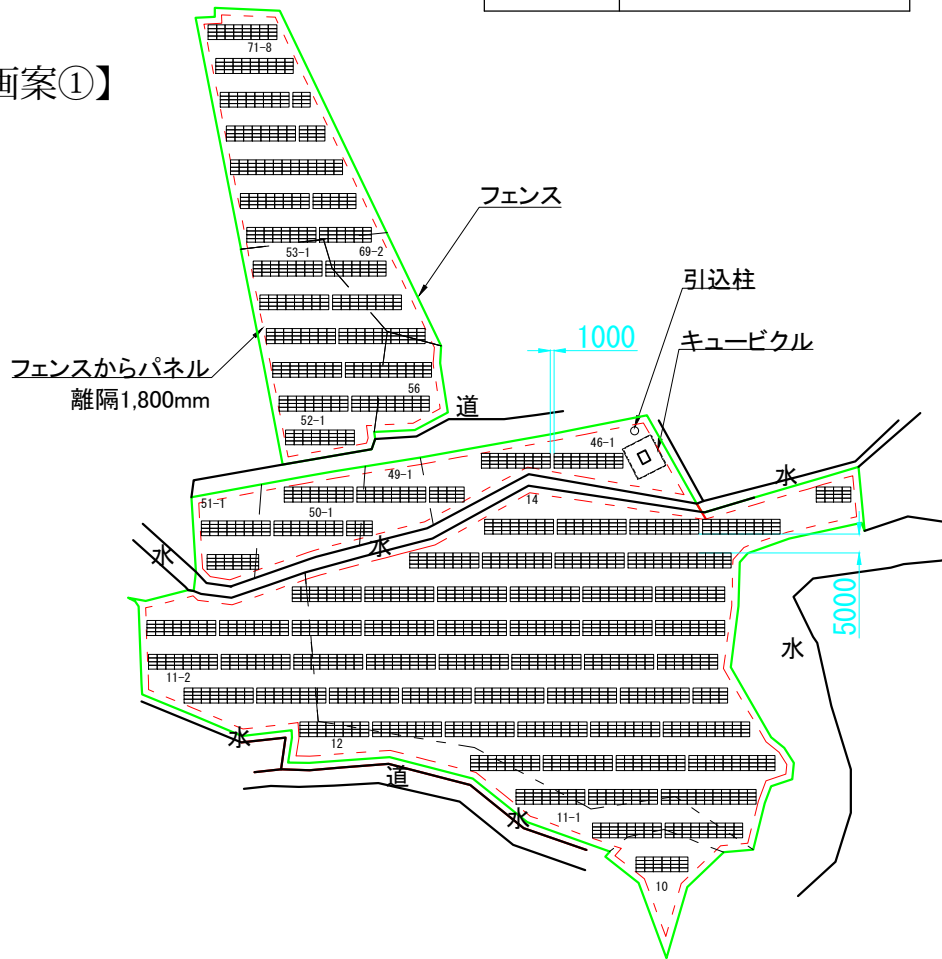 画案①】
71-8
フェンス
53-1
69-2
引込柱
1000
キュービクル
フェンスからパネル
離隔1,800mm
56
道
52-1
46-1
49-1
水
51-1
14
50-1
水
水
5000
水
11-2
12
水
道
11-1
水
10